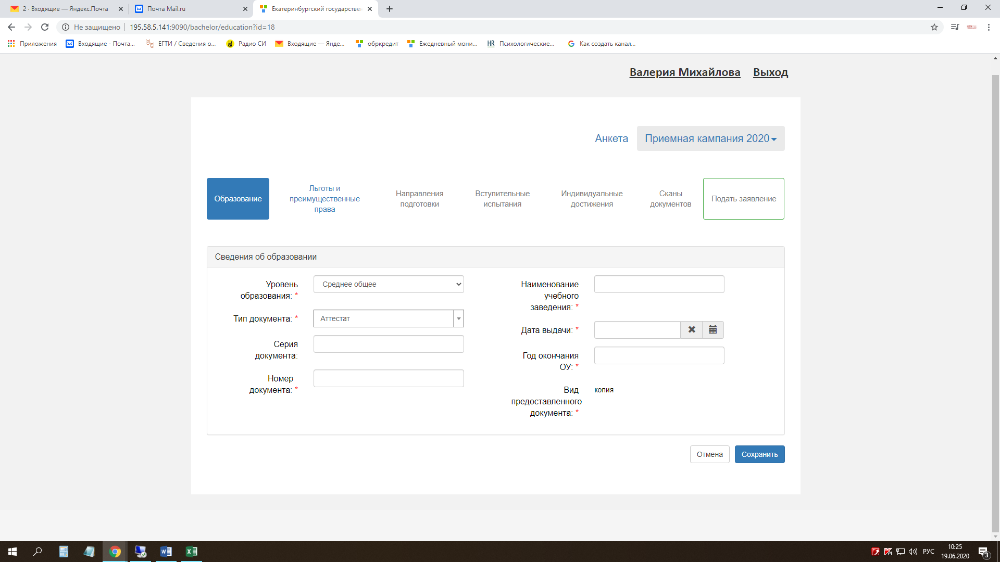 2 · Входящие — Яндекс.Почта
Почта Mail.ru
Екатеринбургский государствен
Не защищено
195.58.5.141:9090/bachelor/education?id=18
Приложения
Входящие - Почта...
ЕГТИ / Сведения о...
Радио СИ
Входящие — Янде...
обркредит
Ежедневный мони...
HR Психологические...
Как создать канал...
Валерия Михайлова Выход
Анкета Приемная кампания 2020
Образование
Льготы и
преимущественные
права
Направления
подготовки
Вступительные
испытания
Индивидуальные
достижения
Сканы
документов
Подать заявление
Сведения об образовании
Уровень
образования: *
Среднее общее
Тип документа: *
Аттестат
Серия
документа:
Номер
документа: *
Наименование
учебного
заведения: *
Дата выдачи: *
Год окончания
ОУ: *
Вид
предоставленного
документа: *
копия
Отмена Сохранить
РУС
10:25
19.06.2020
3